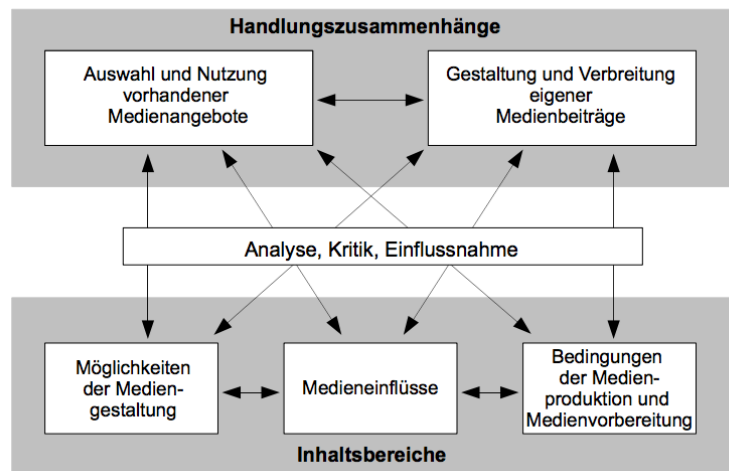 Handlungszusammenhänge
Auswahl und Nutzung
vorhandener
Medienangebote
Gestaltung und Verbreitung
eigener
Medienbeiträge
Analyse, Kritik, Einflussnahme
Möglichkeiten
der Medien-
gestaltung
Medieneinflüsse
Bedingungen
der Medien-
produktion und
Medienvorbereitung
Inhaltsbereiche